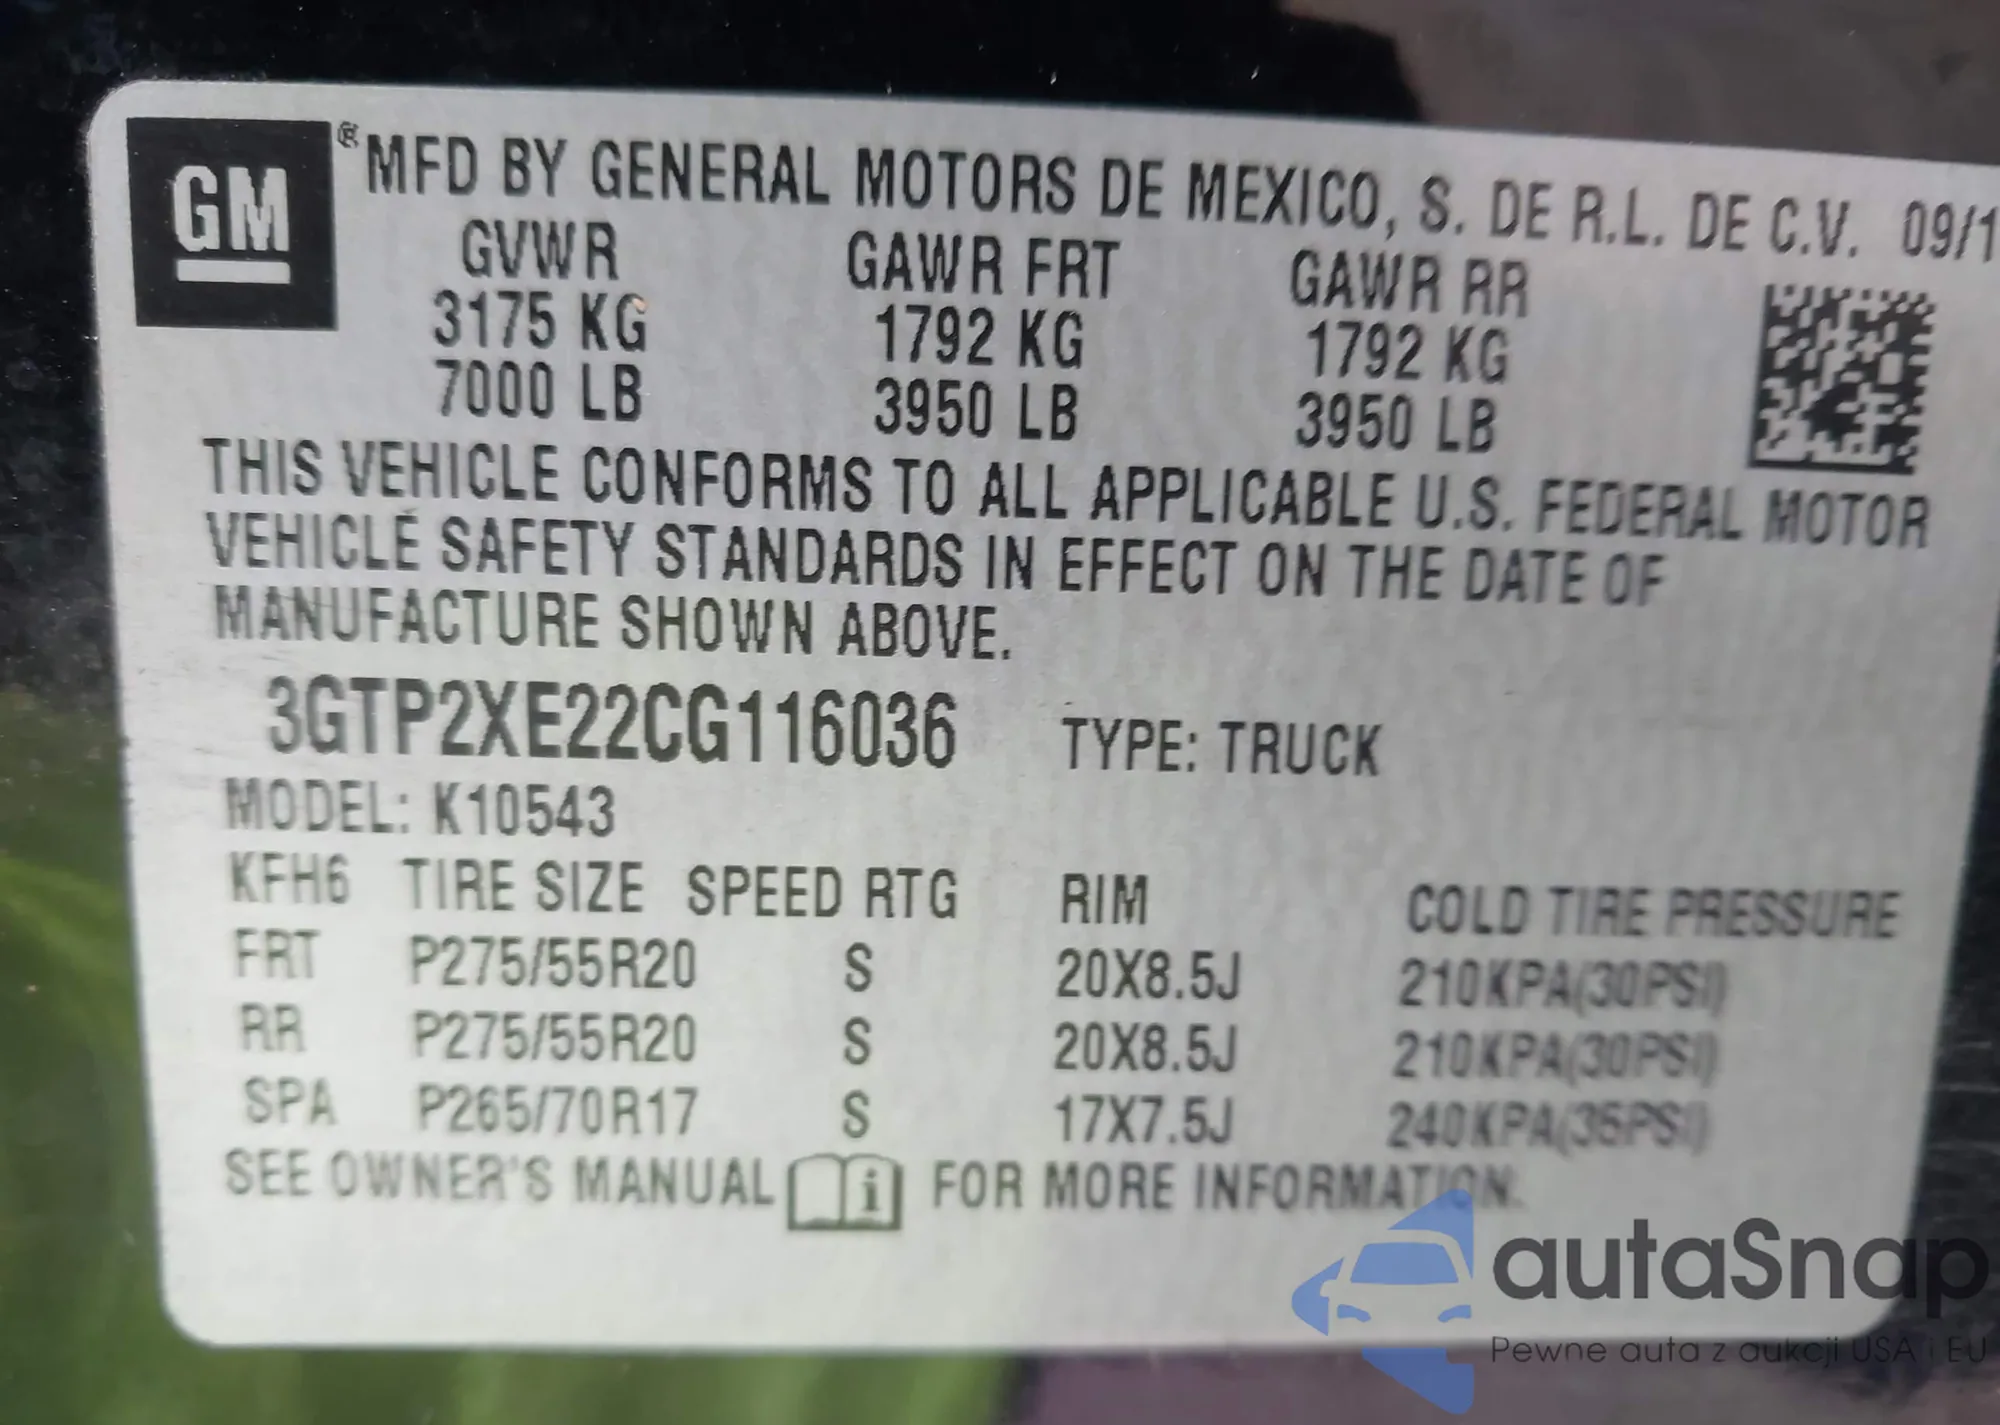 GM ® MFD BY GENERAL MOTORS DE MEXICO, S. DE R.L. DE C.V. 09/1
GVWR GAWR FRT GAWR RR
3175 KG 1792 KG 1792 KG
7000 LB 3950 LB 3950 LB
THIS VEHICLE CONFORMS TO ALL APPLICABLE U.S. FEDERAL MOTOR
VEHICLE SAFETY STANDARDS IN EFFECT ON THE DATE OF
MANUFACTURE SHOWN ABOVE.
3GTP2XE22CG116036 TYPE: TRUCK
MODEL: K10543
KFH6 TIRE SIZE SPEED RTG RIM COLD TIRE PRESSURE
FRT P275/55R20 S 20X8.5J 210KPA(30PSI)
RR P275/55R20 S 20X8.5J 210KPA(30PSI)
SPA P265/70R17 S 17X7.5J 240KPA(35PSI)
SEE OWNER'S MANUAL i FOR MORE INFORMATION.
autaSnap
Pewne auta z aukcji USA i EU